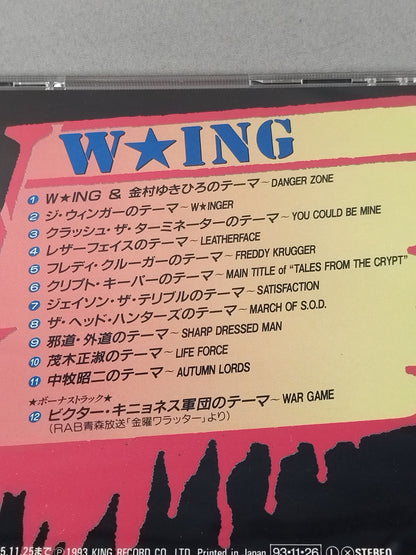 W★ING
1 W★ING & 金村ゆきひろのテーマ~DANGER ZONE
2 ジ・ウィンガーのテーマ~W★INGER
3 クラッシュ・ザ・ターミネーターのテーマ~YOU COULD BE MINE
4 レザーフェイスのテーマ~LEATHERFACE
5 フレディ・クルーガーのテーマ~FREDDY KRUGGER
6 クリプト・キーパーのテーマ~MAIN TITLE of "TALES FROM THE CRYPT"
7 ジェイソン・ザ・テリブルのテーマ~SATISFACTION
8 ザ・ヘッド・ハンターズのテーマ~MARCH OF S.O.D.
9 邪道・外道のテーマ~SHARP DRESSED MAN
10 茂木正淑のテーマ~LIFE FORCE
11 中牧昭二のテーマ~AUTUMN LORDS
★ボーナストラック★
12 ビクター・キニョネス軍団のテーマ~WAR GAME
(RAB青森放送「金曜ワラッター」より)
5.11.25まで Ⓟ 1993 KING RECORD CO., LTD. Printed in Japan 93・11・26 Ⓛ Ⓧ STEREO